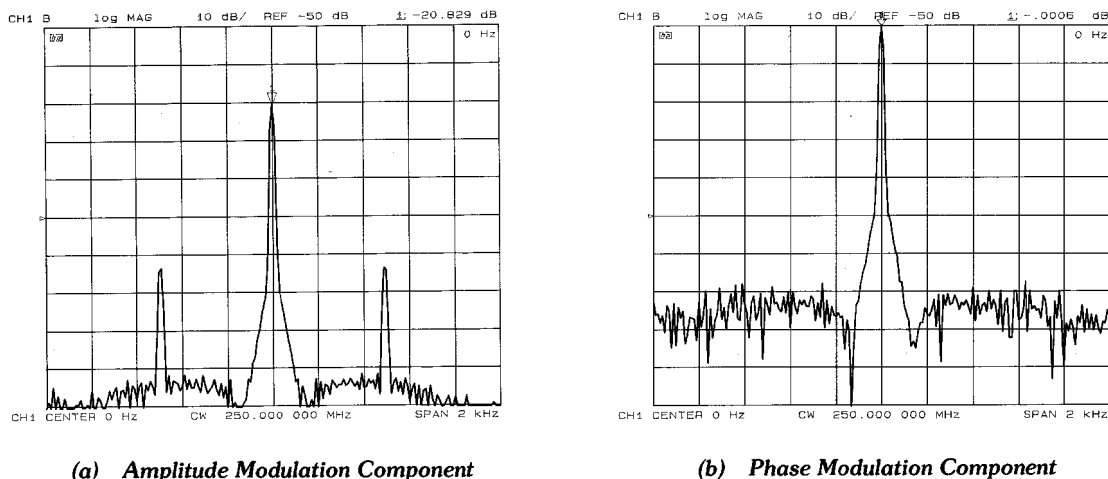 CH1 B log MAG 10 dB/ REF -50 dB 1: -20.829 dB
0 Hz
CH1 CENTER 0 Hz CW 250.000 000 MHz SPAN 2 kHz
(a) Amplitude Modulation Component
CH1 B log MAG 10 dB/ REF -50 dB 1: -.0006 dB
0 Hz
CH1 CENTER 0 Hz CW 250.000 000 MHz SPAN 2 kHz
(b) Phase Modulation Component